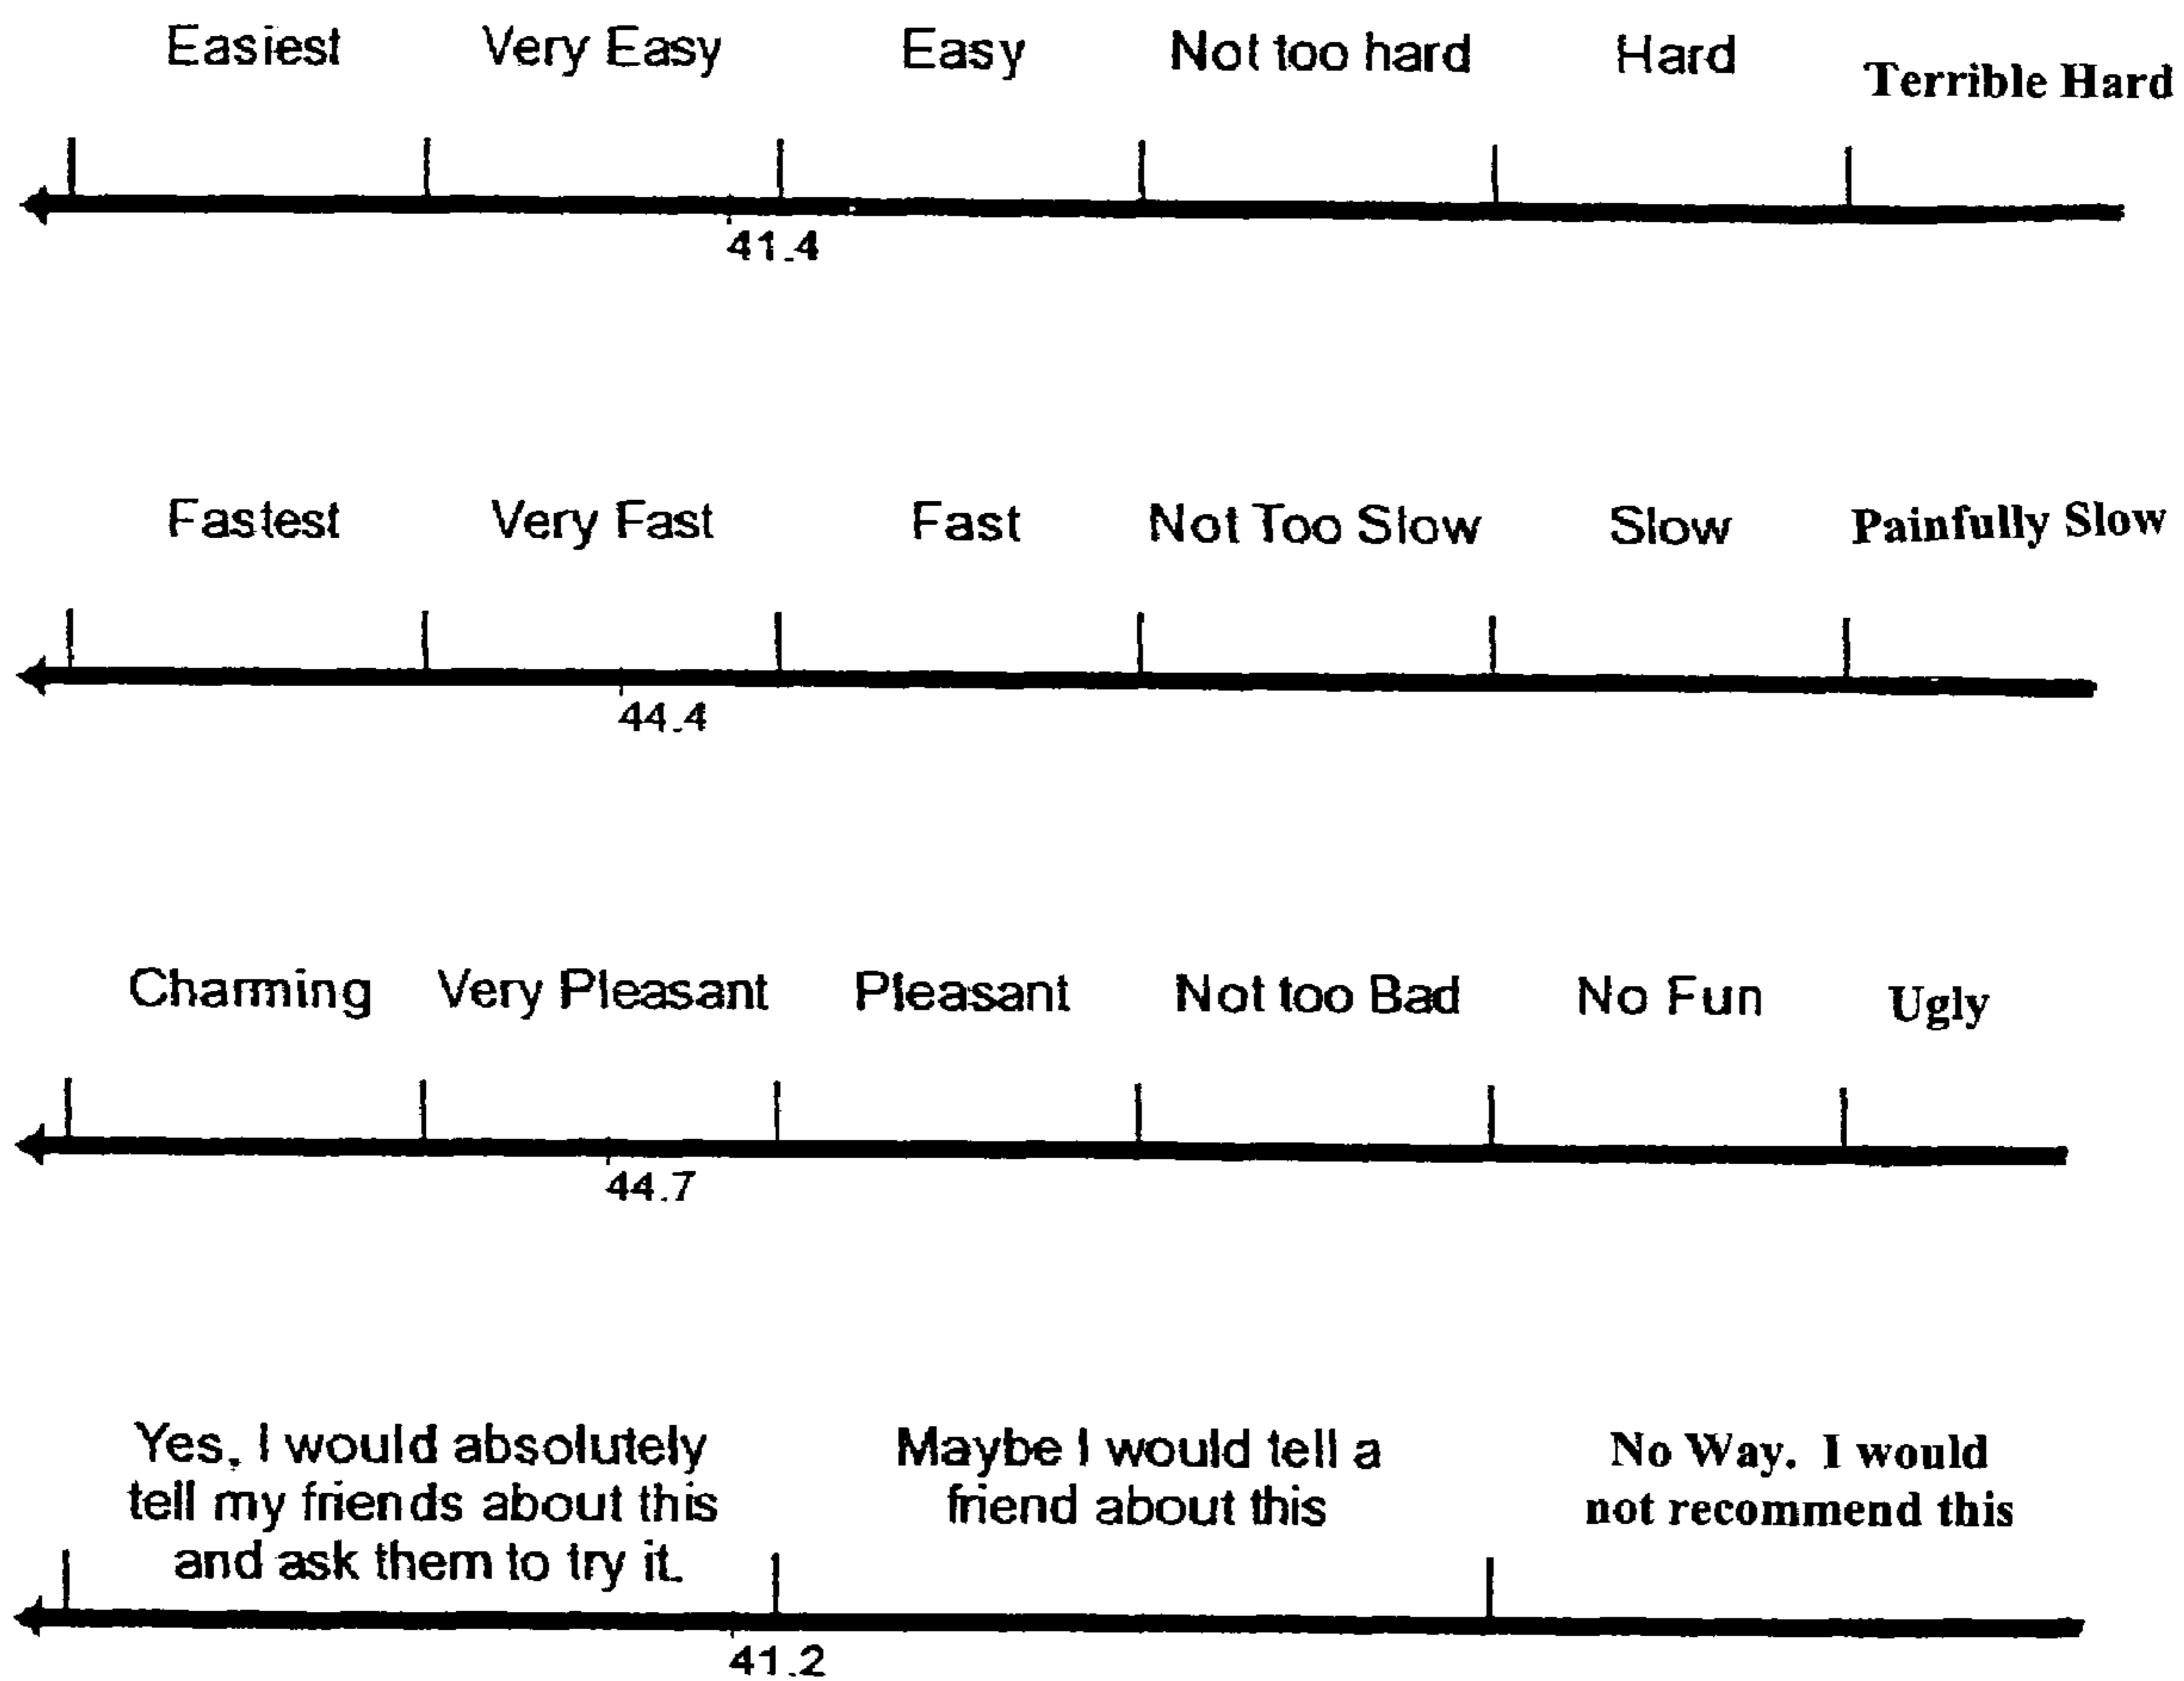 Easiest Very Easy Easy Not too hard Hard Terrible Hard
41.4
Fastest Very Fast Fast Not Too Slow Slow Painfully Slow
44.4
Charming Very Pleasant Pleasant Not too Bad No Fun Ugly
44.7
Yes, I would absolutely
tell my friends about this
and ask them to try it.
Maybe I would tell a
friend about this
No Way. I would
not recommend this
41.2